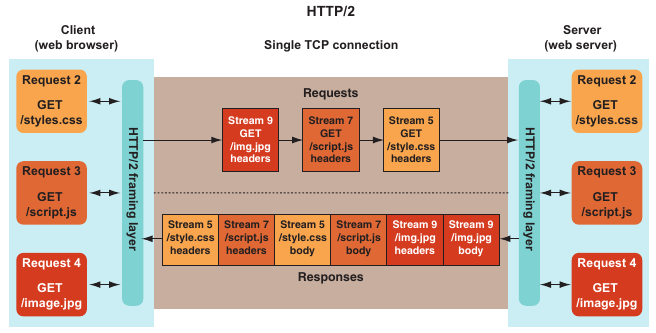 HTTP/2
Client
(web browser)
Single TCP connection
Server
(web server)
Request 2
GET
/styles.css
Request 3
GET
/script.js
Request 4
GET
/image.jpg
HTTP/2 framing layer
Requests
Stream 9
GET
/img.jpg
headers
Stream 7
GET
/script.js
headers
Stream 5
GET
/style.css
headers
Stream 5
/style.css
headers
Stream 7
/script.js
headers
Stream 5
/style.css
body
Stream 7
/script.js
body
Stream 9
/img.jpg
headers
Stream 9
/img.jpg
body
Responses
HTTP/2 framing layer
Request 2
GET
/styles.css
Request 3
GET
/script.js
Request 4
GET
/image.jpg